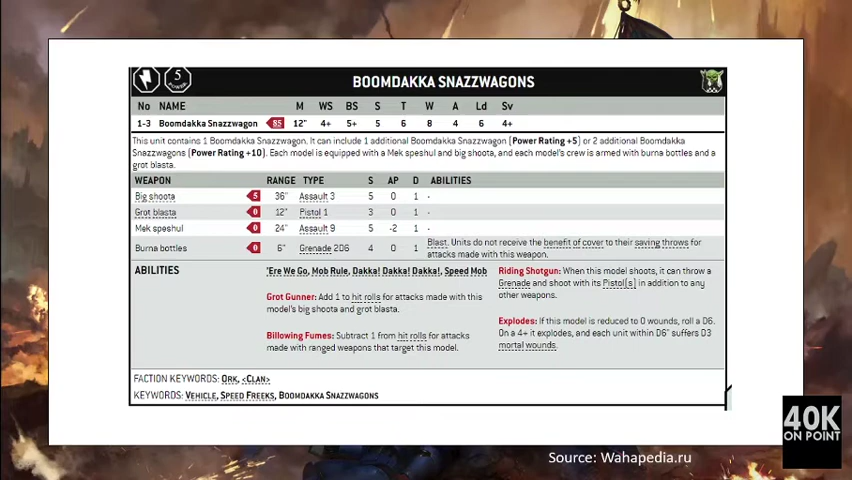 5
POWER
BOOMDAKKA SNAZZWAGONS
No NAME M WS BS S T W A Ld Sv
1-3 Boomdakka Snazzwagon 85 12" 4+ 5+ 5 6 8 4 6 4+
This unit contains 1 Boomdakka Snazzwagon. It can include 1 additional Boomdakka Snazzwagon (Power Rating +5) or 2 additional Boomdakka
Snazzwagons (Power Rating +10). Each model is equipped with a Mek speshul and big shoota, and each model's crew is armed with burna bottles and a
grot blasta.
WEAPON RANGE TYPE S AP D ABILITIES
Big shoota 5 36" Assault 3 5 0 1 -
Grot blasta 0 12" Pistol 1 3 0 1 -
Mek speshul 0 24" Assault 9 5 -2 1 -
Burna bottles 0 6" Grenade 2D6 4 0 1 Blast. Units do not receive the benefit of cover to their saving throws for
attacks made with this weapon.
ABILITIES
'Ere We Go, Mob Rule, Dakka! Dakka! Dakka!, Speed Mob
Grot Gunner: Add 1 to hit rolls for attacks made with this
model's big shoota and grot blasta.
Billowing Fumes: Subtract 1 from hit rolls for attacks
made with ranged weapons that target this model.
Riding Shotgun: When this model shoots, it can throw a
Grenade and shoot with its Pistol(s) in addition to any
other weapons.
Explodes: If this model is reduced to 0 wounds, roll a D6.
On a 4+ it explodes, and each unit within D6" suffers D3
mortal wounds.
FACTION KEYWORDS: ORK, <CLAN>
KEYWORDS: VEHICLE, SPEED FREEKS, BOOMDAKKA SNAZZWAGONS
40K
ON POINT
Source: Wahapedia.ru